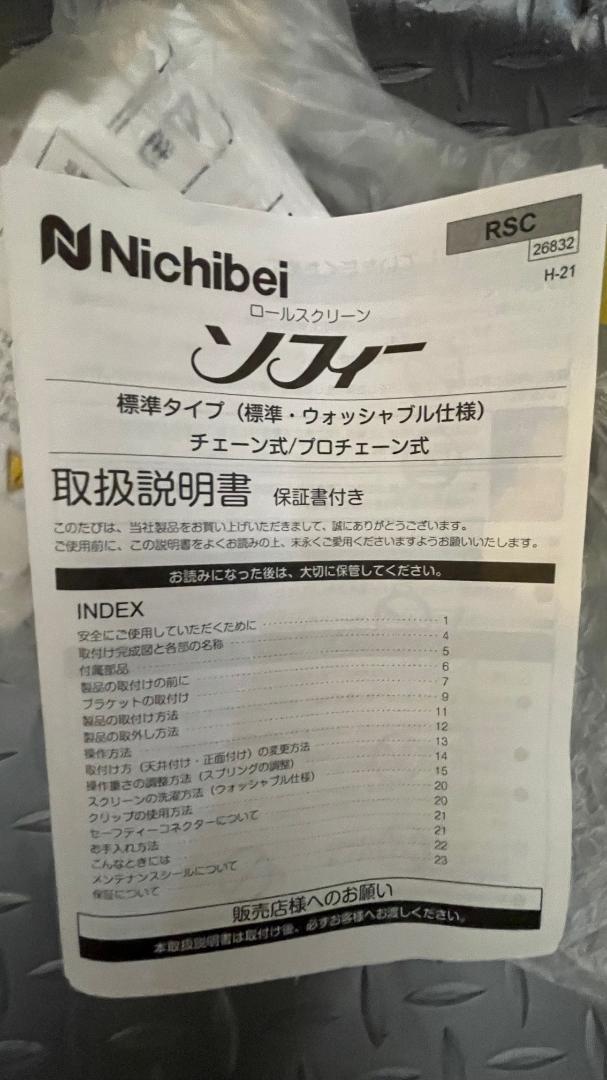 Nichibei
RSC
26832
H-21
ロールスクリーン
ソフィー
標準タイプ（標準・ウォッシャブル仕様）
チェーン式/プロチェーン式
取扱説明書 保証書付き
このたびは、当社製品をお買い上げいただきまして、誠にありがとうございます。
ご使用前に、この説明書をよくお読みの上、末永くご愛用くださいますようお願いいたします。
お読みになった後は、大切に保管してください。
INDEX
安全にご使用していただくために 1
取付け完成図と各部の名称 4
付属部品 5
製品の取付けの前に 6
ブラケットの取付け 7
製品の取付け方法 9
製品の取外し方法 11
操作方法 12
取付け方（天井付け・正面付け）の変更方法 13
操作重さの調整方法（スプリングの調整） 14
スクリーンの洗濯方法（ウォッシャブル仕様） 15
クリップの使用方法 20
セーフティーコネクターについて 20
お手入れ方法 21
こんなときには 21
メンテナンスシールについて 22
保証について 23
販売店様へのお願い
本取扱説明書は取付け後、必ずお客様へお渡しください。